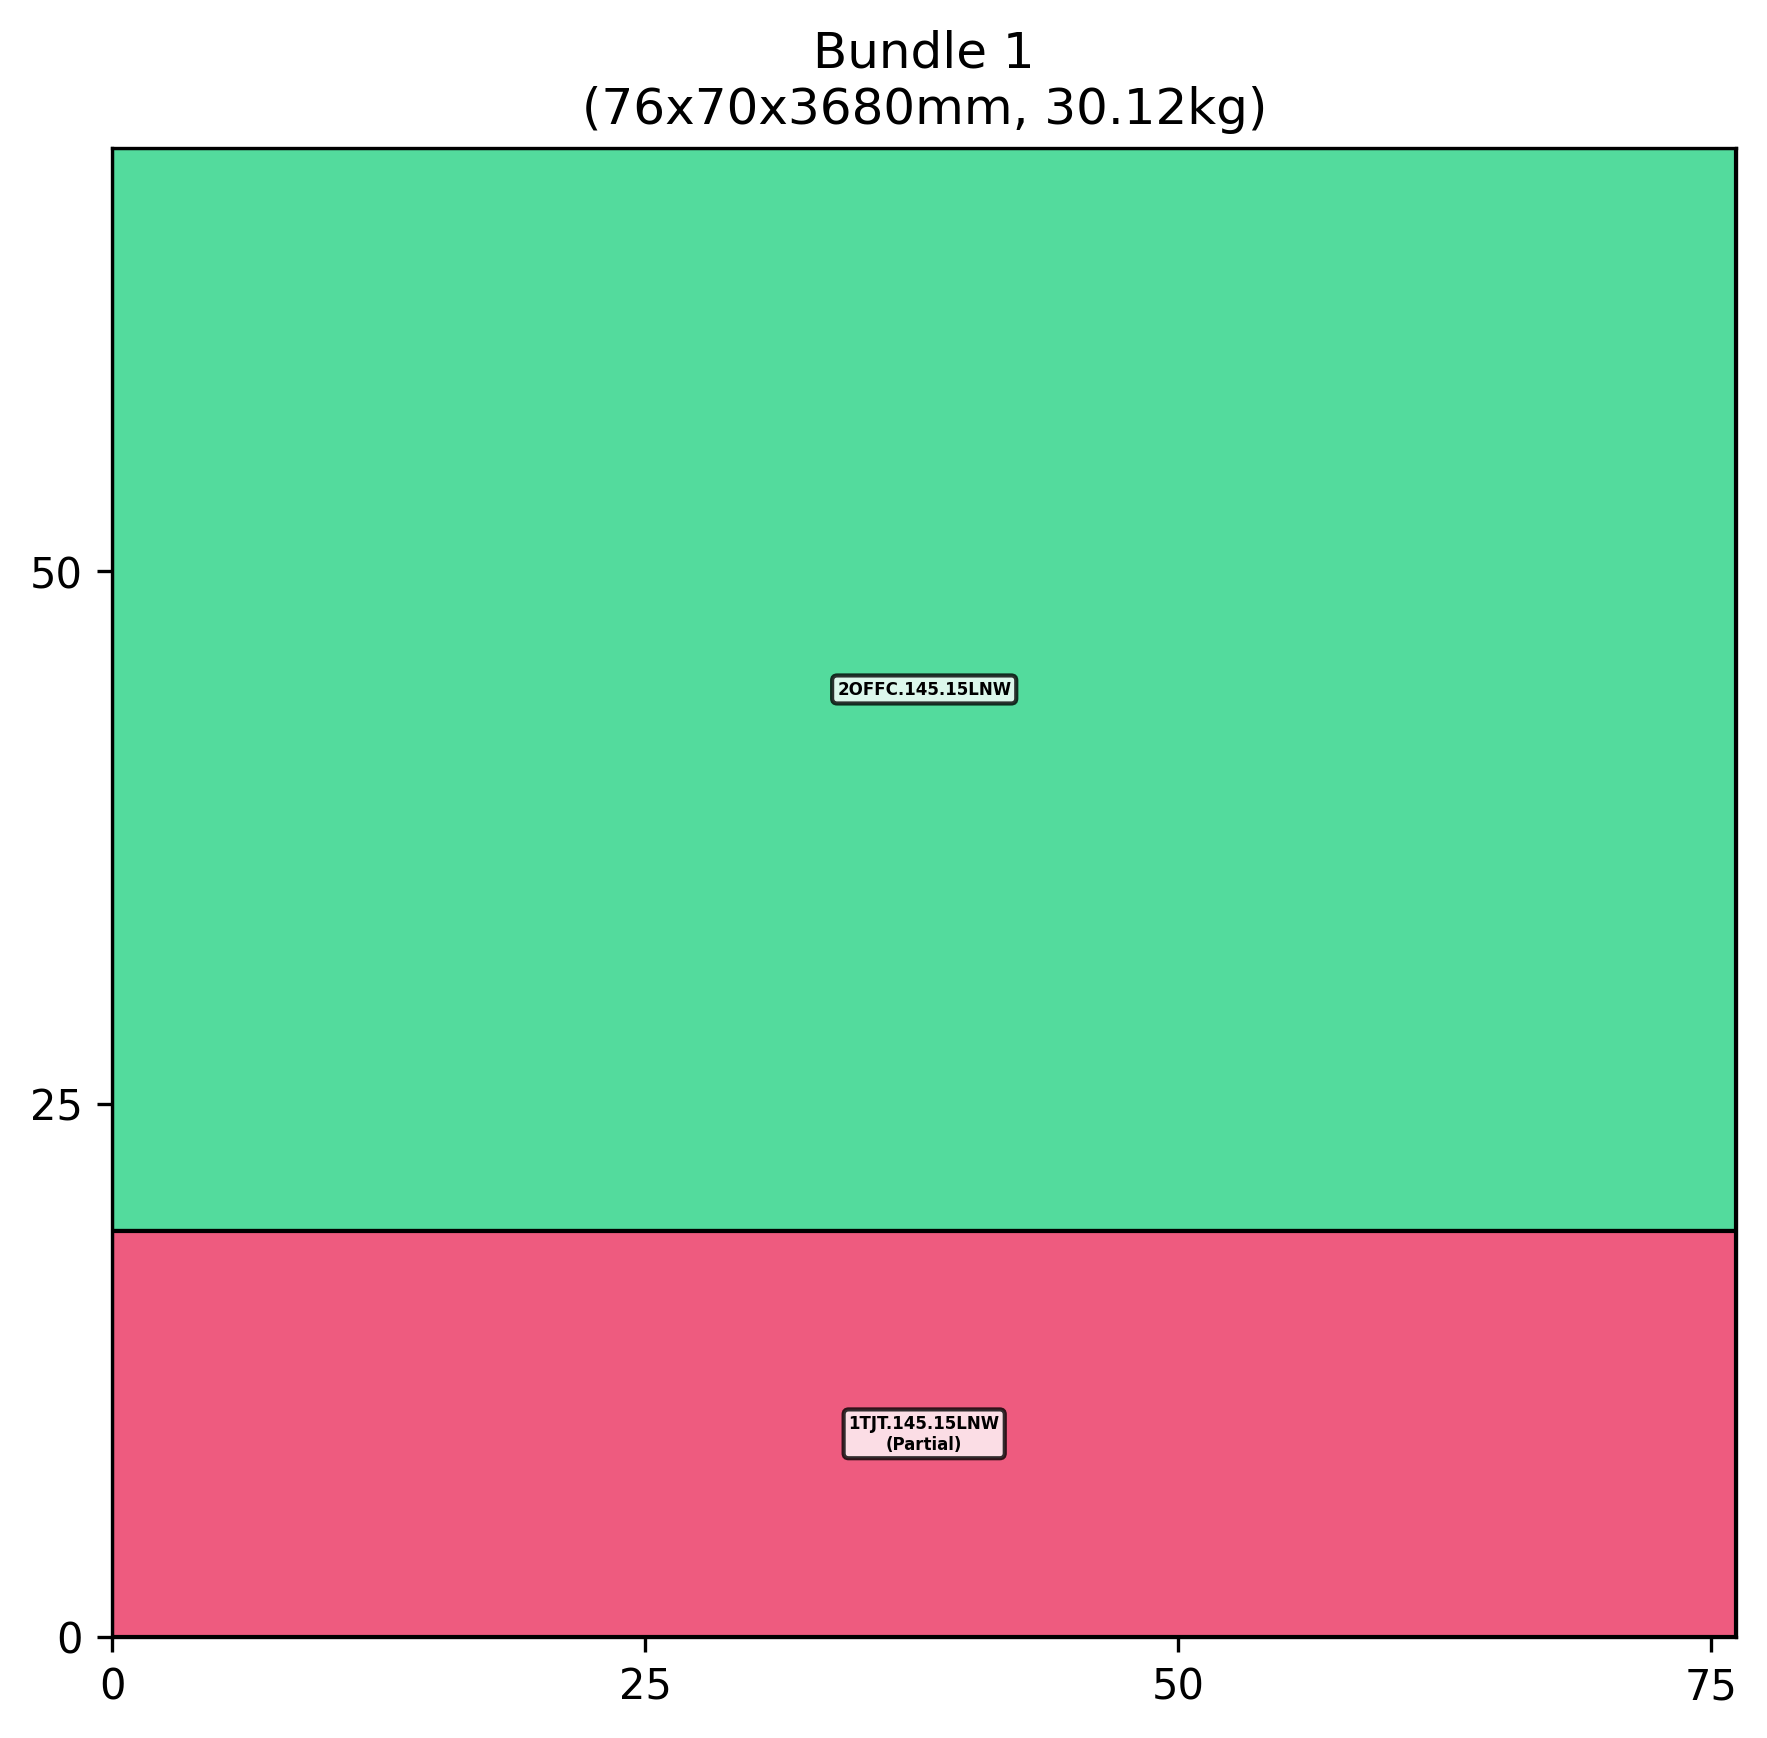 Bundle 1
(76x70x3680mm, 30.12kg)
50
2OFFC.145.15LNW
25
1TJT.145.15LNW
(Partial)
0
0 25 50 75